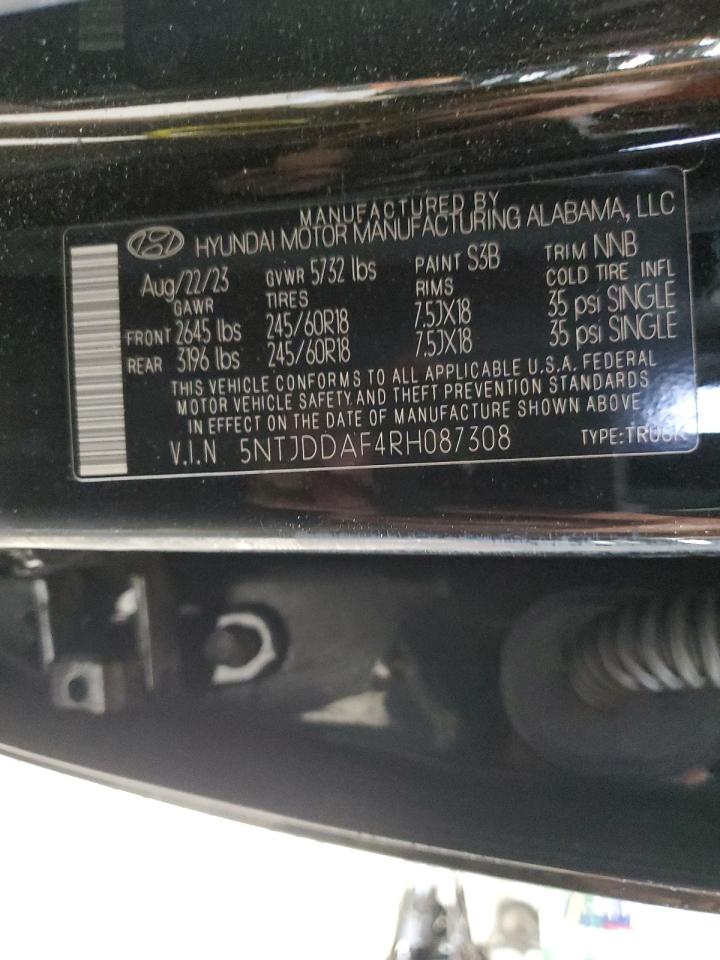 MANUFACTURED BY
HYUNDAI MOTOR MANUFACTURING ALABAMA, LLC
Aug/22/23 GVWR 5732 lbs PAINT S3B TRIM NNB
GAWR TIRES RIMS COLD TIRE INFL
FRONT 2645 lbs 245/60R18 7.5JX18 35 psi SINGLE
REAR 3196 lbs 245/60R18 7.5JX18 35 psi SINGLE
THIS VEHICLE CONFORMS TO ALL APPLICABLE U.S.A. FEDERAL
MOTOR VEHICLE SAFETY AND THEFT PREVENTION STANDARDS
IN EFFECT ON THE DATE OF MANUFACTURE SHOWN ABOVE
V.I.N 5NTJDDAF4RH087308 TYPE:TRUCK